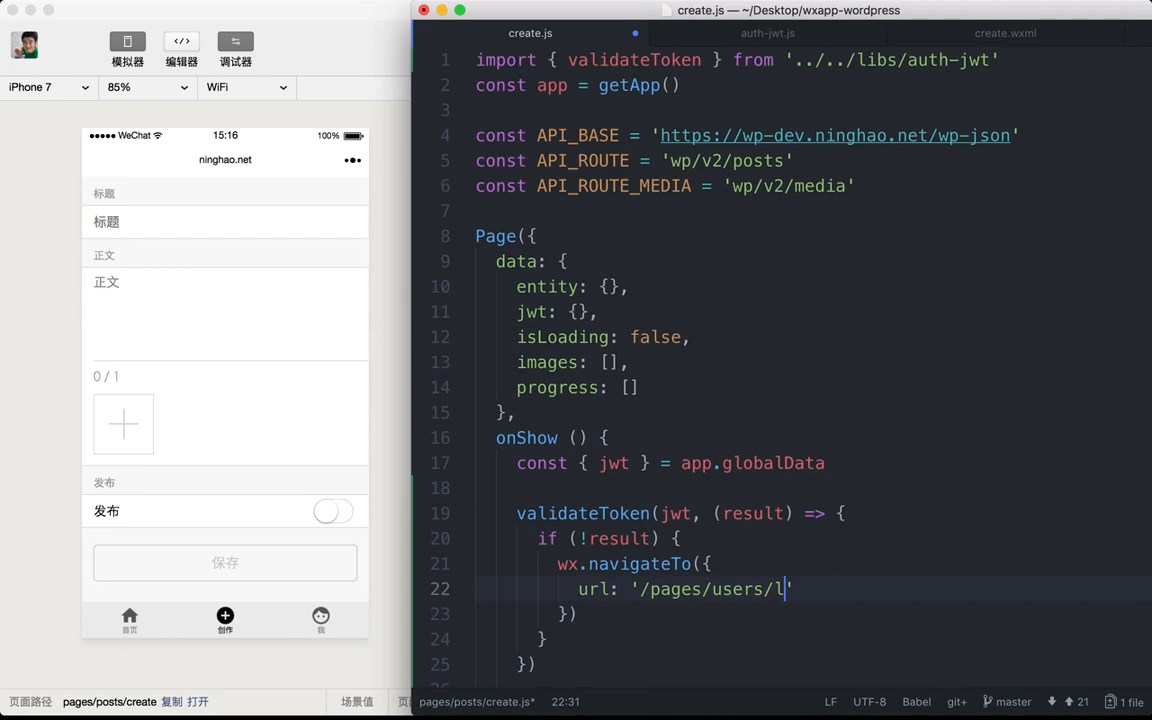 模拟器 编辑器 调试器
iPhone 7 85% WiFi
WeChat 15:16 100%
ninghao.net
标题
标题
正文
正文
0 / 1
发布
发布
保存
首页 创作 我
页面路径 pages/posts/create 复制 打开 场景值 页
create.js — ~/Desktop/wxapp-wordpress
create.js auth-jwt.js create.wxml
1 import { validateToken } from '../../libs/auth-jwt'
2 const app = getApp()
3
4 const API_BASE = 'https://wp-dev.ninghao.net/wp-json'
5 const API_ROUTE = 'wp/v2/posts'
6 const API_ROUTE_MEDIA = 'wp/v2/media'
7
8 Page({
9 data: {
10 entity: {},
11 jwt: {},
12 isLoading: false,
13 images: [],
14 progress: []
15 },
16 onShow () {
17 const { jwt } = app.globalData
18
19 validateToken(jwt, (result) => {
20 if (!result) {
21 wx.navigateTo({
22 url: '/pages/users/l'
23 })
24 }
25 })
pages/posts/create.js* 22:31 LF UTF-8 Babel git+ master 21 1 file